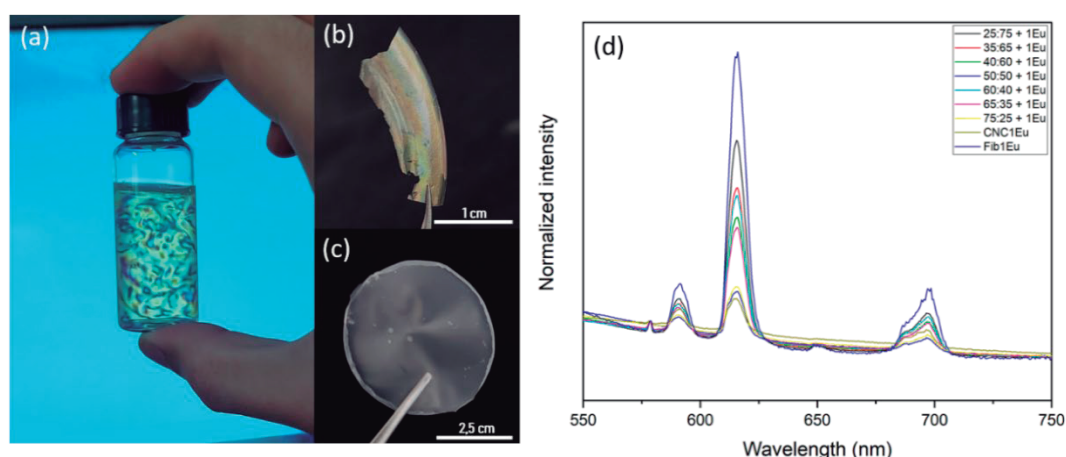 (a)
(b)
1 cm
(c)
2,5 cm
(d)
25:75 + 1Eu
35:65 + 1Eu
40:60 + 1Eu
50:50 + 1Eu
60:40 + 1Eu
65:35 + 1Eu
75:25 + 1Eu
CNC1Eu
Fib1Eu
Normalized intensity
550
600
650
700
750
Wavelength (nm)